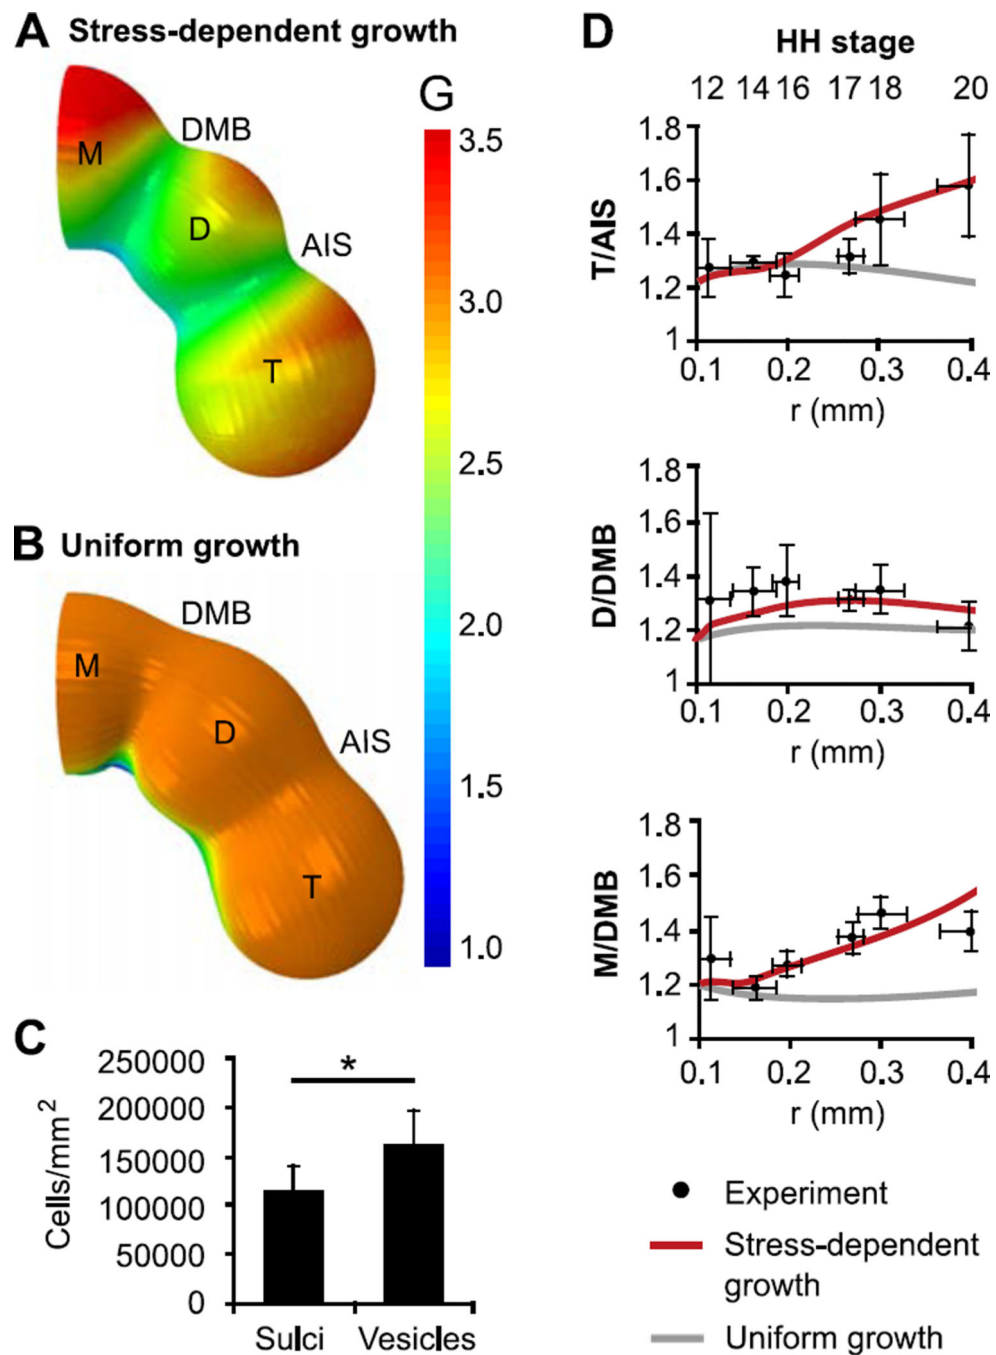 A Stress-dependent growth
G
M
DMB
D
AIS
T
3.5
3.0
2.5
2.0
1.5
1.0
B Uniform growth
DMB
M
D
AIS
T
C
Cells/mm²
250000
200000
150000
100000
50000
0
*
Sulci Vesicles
D
HH stage
12 14 16 17 18 20
T/AIS
1.8
1.6
1.4
1.2
1
0.1 0.2 0.3 0.4
r (mm)
D/DMB
1.8
1.6
1.4
1.2
1
0.1 0.2 0.3 0.4
r (mm)
M/DMB
1.8
1.6
1.4
1.2
1
0.1 0.2 0.3 0.4
r (mm)
Experiment
Stress-dependent
growth
Uniform growth